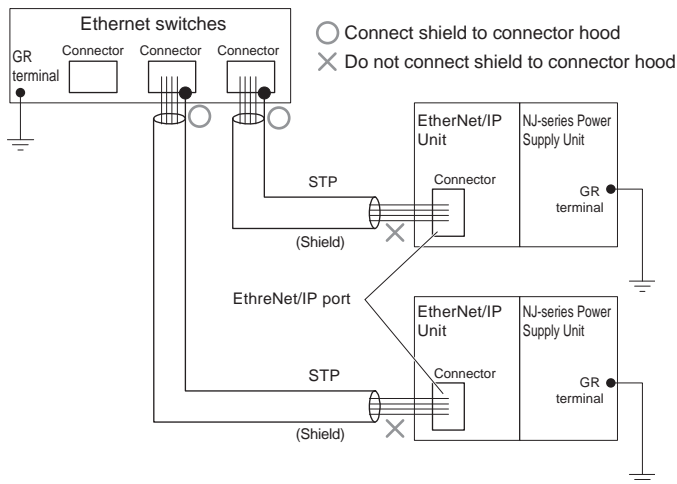 Ethernet switches
Connector
Connector
Connector
GR
terminal
Connect shield to connector hood
Do not connect shield to connector hood
EtherNet/IP
Unit
NJ-series Power
Supply Unit
Connector
GR
terminal
STP
(Shield)
EthreNet/IP port
EtherNet/IP
Unit
NJ-series Power
Supply Unit
Connector
GR
terminal
STP
(Shield)